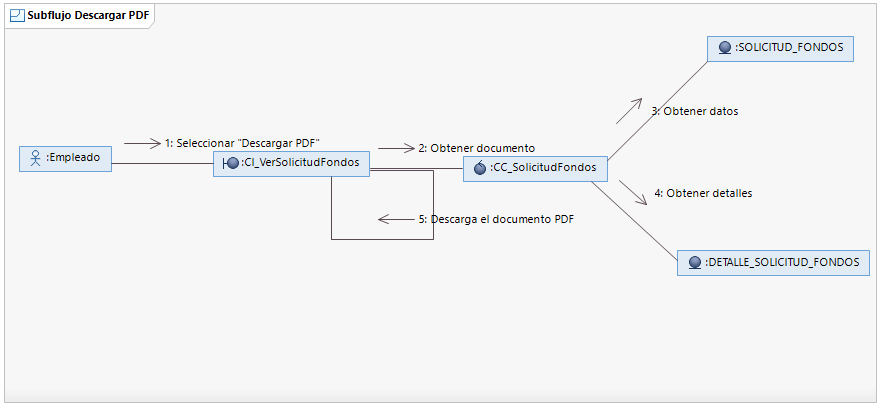 Subflujo Descargar PDF
:SOLICITUD_FONDOS
3: Obtener datos
1: Seleccionar "Descargar PDF"
2: Obtener documento
:Empleado
:CI_VerSolicitudFondos
:CC_SolicitudFondos
4: Obtener detalles
5: Descarga el documento PDF
:DETALLE_SOLICITUD_FONDOS